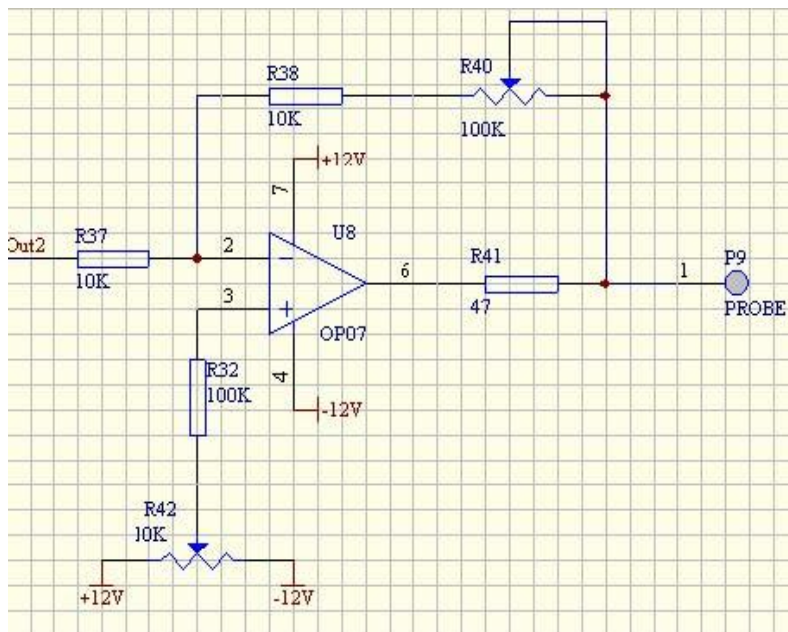 R38
10K
R40
100K
+12V
7
Out2
R37
10K
2
U8
6
R41
47
1
P9
PROBE
3
OP07
4
-12V
R32
100K
R42
10K
+12V
-12V